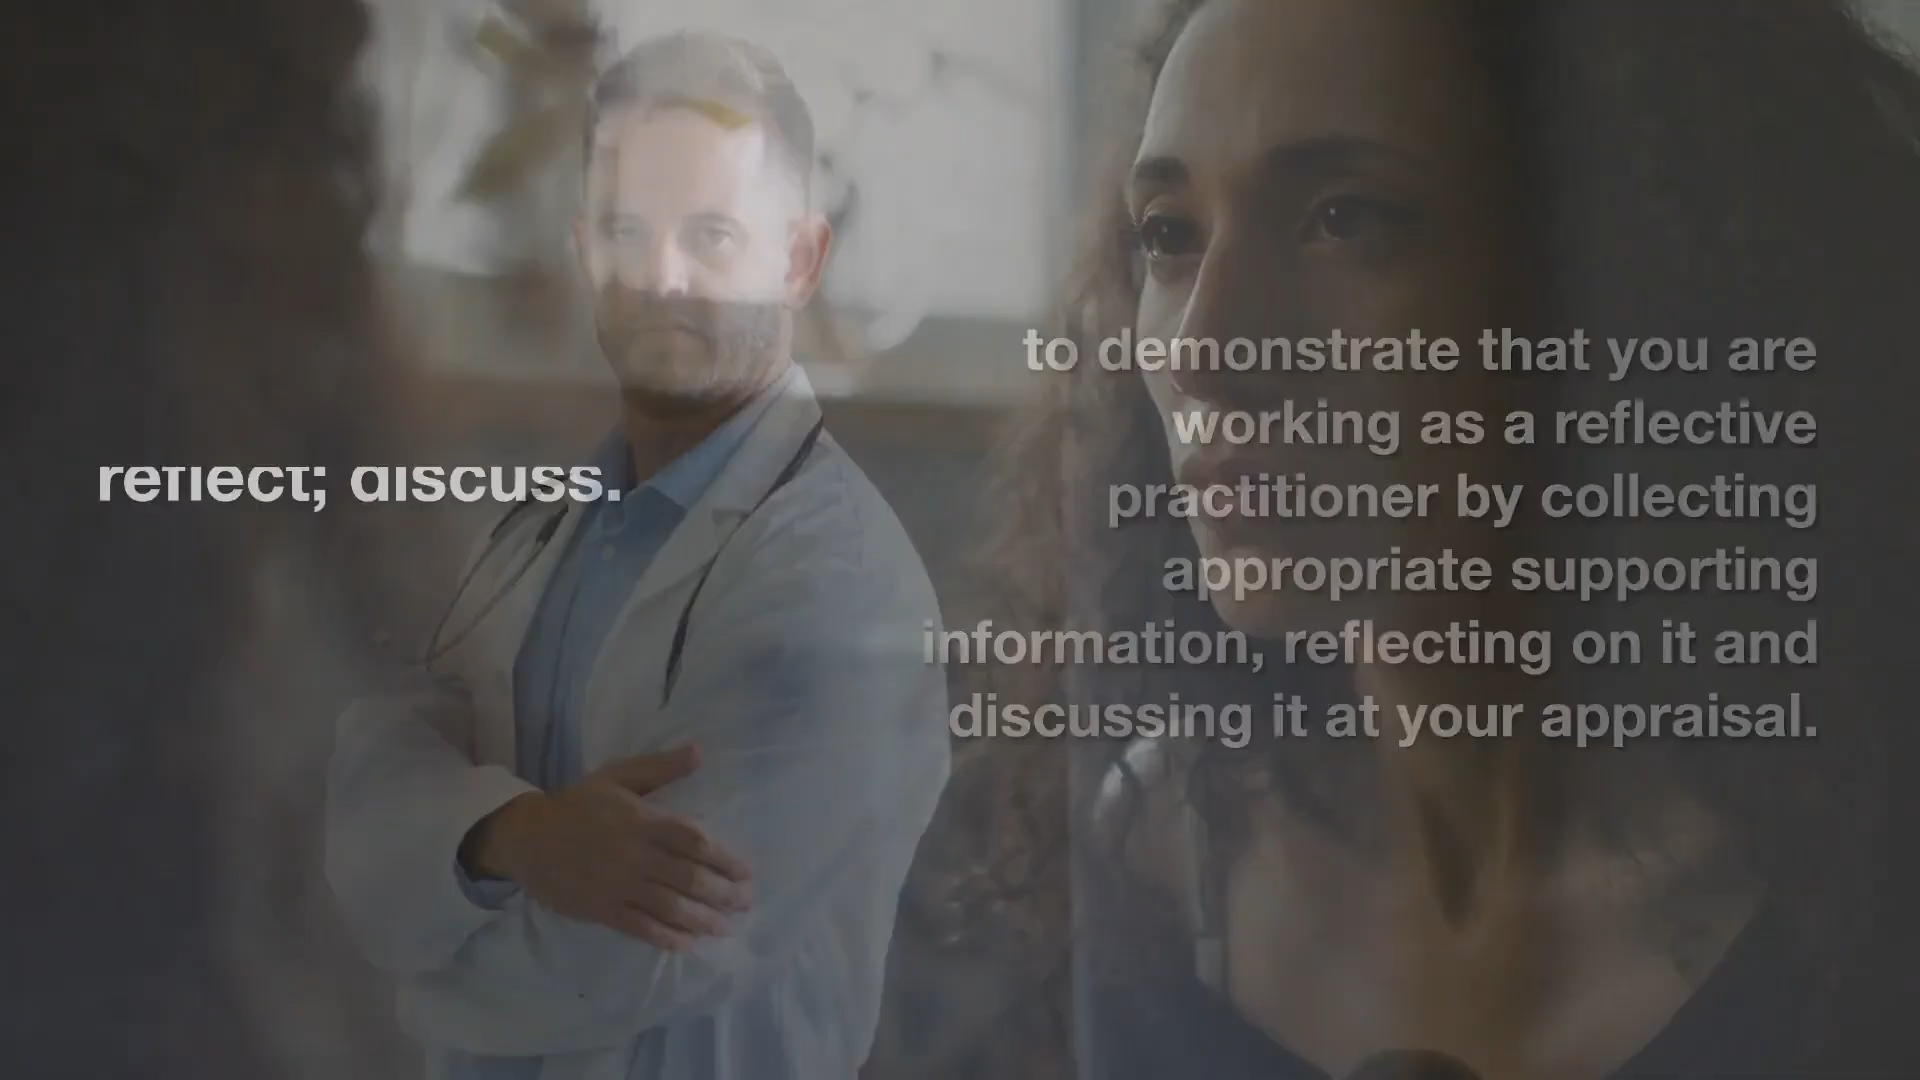 reflect; discuss.
to demonstrate that you are
working as a reflective
practitioner by collecting
appropriate supporting
information, reflecting on it and
discussing it at your appraisal.